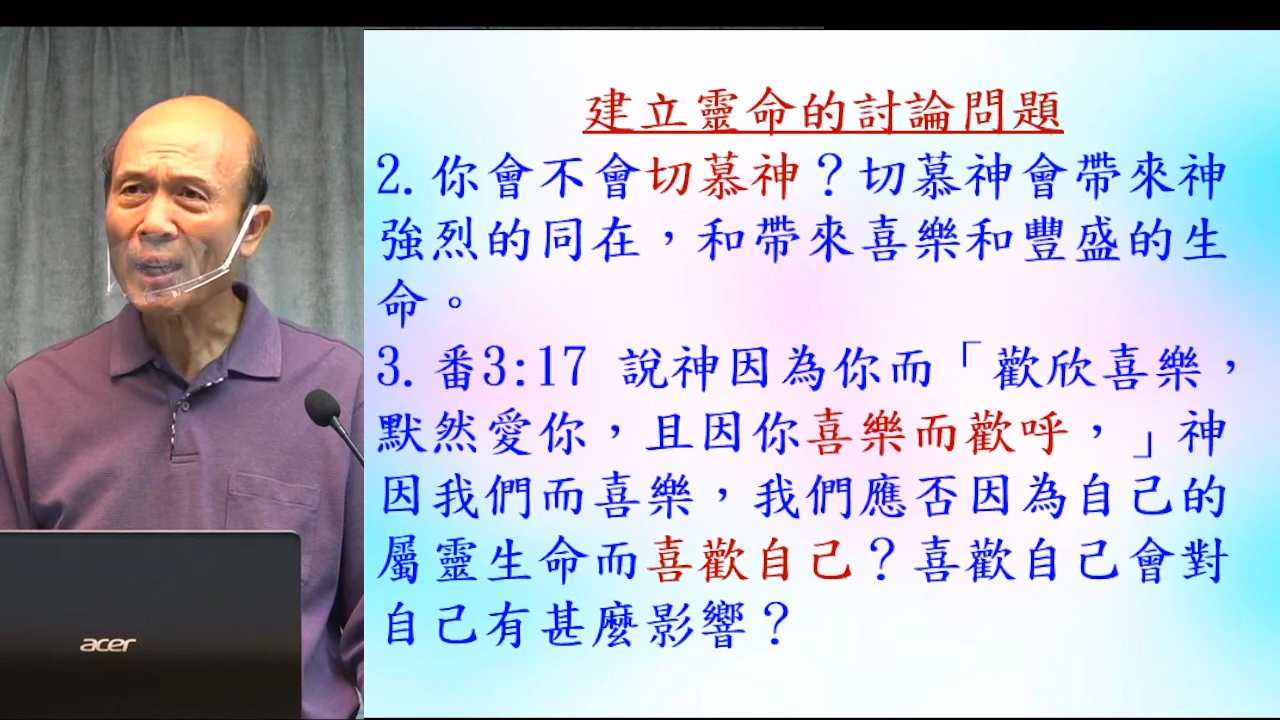 建立靈命的討論問題
2. 你會不會切慕神？切慕神會帶來神
強烈的同在，和帶來喜樂和豐盛的生
命。
3. 番3:17 說神因為你而「歡欣喜樂，
默然愛你，且因你喜樂而歡呼，」神
因我們而喜樂，我們應否因為自己的
屬靈生命而喜歡自己？喜歡自己會對
自己有甚麼影響？
acer